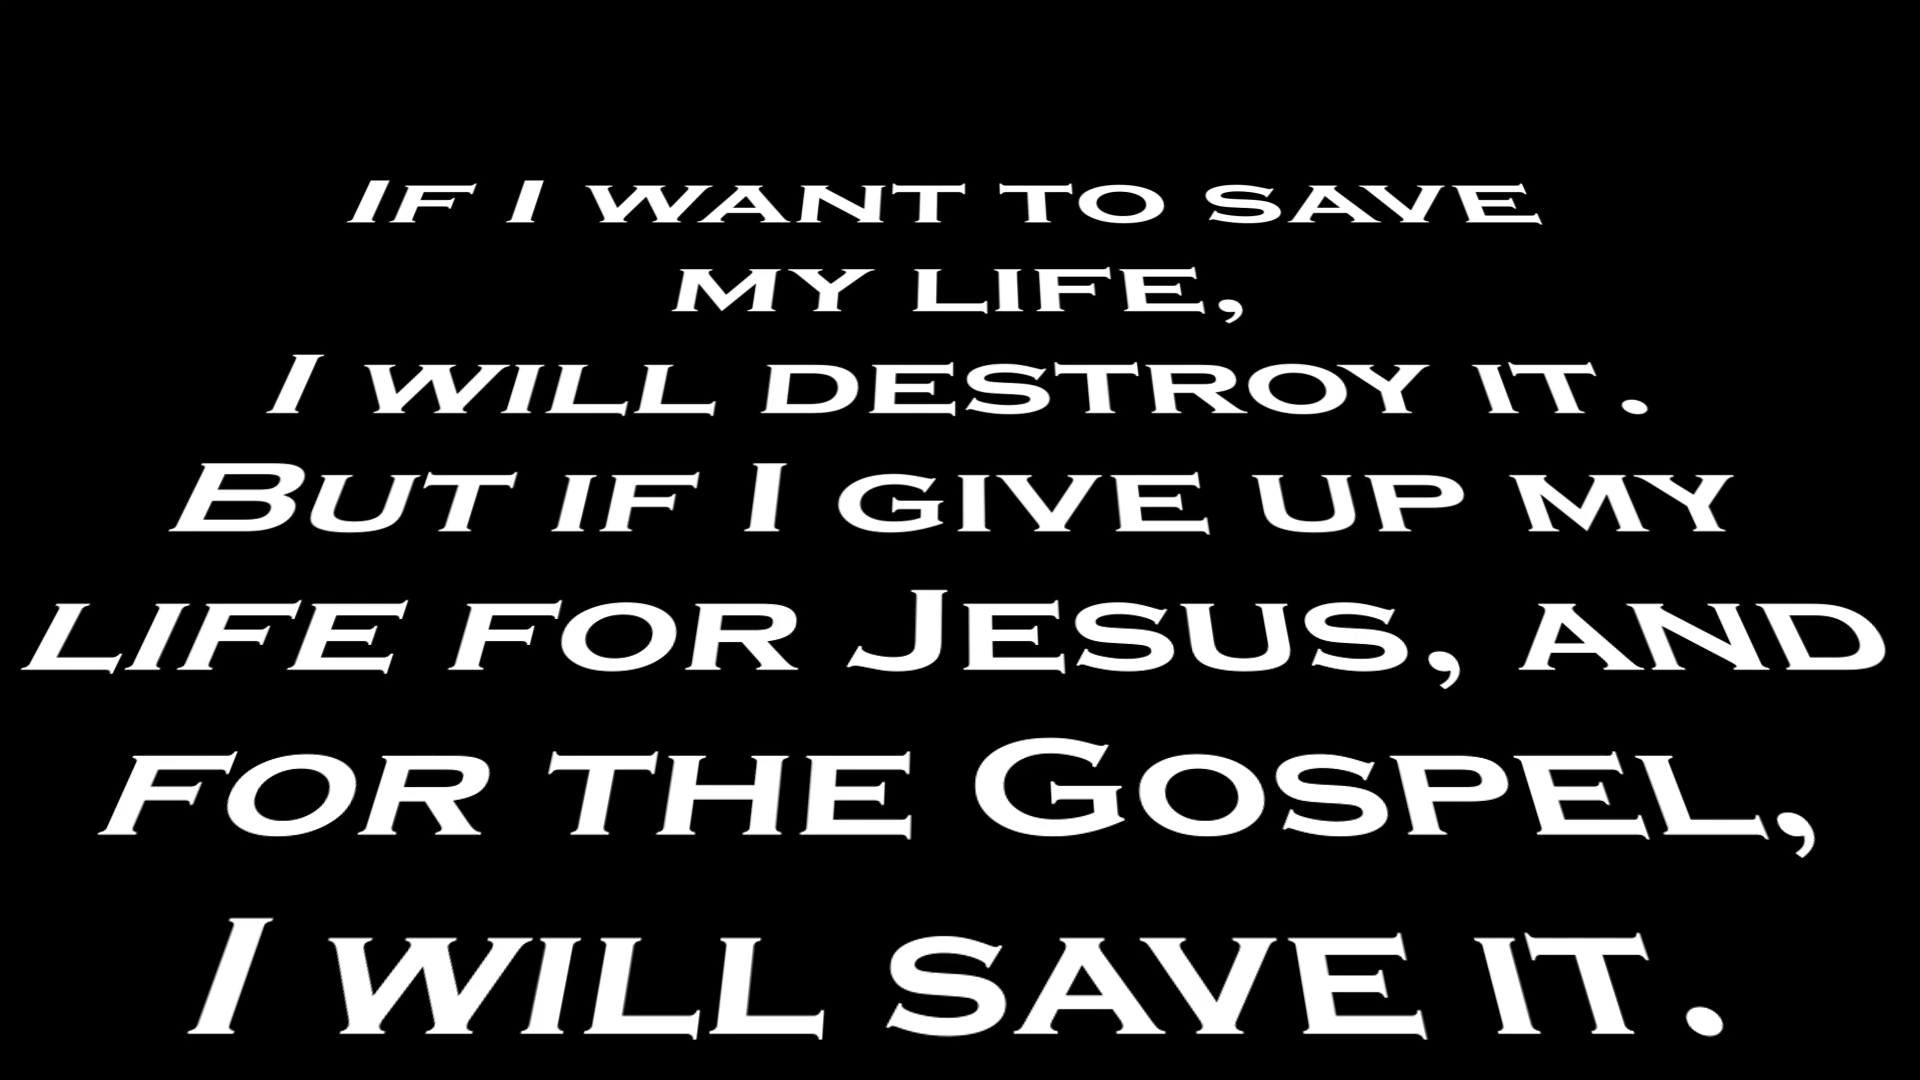 If I want to save
my life,
I will destroy it.
But if I give up my
life for Jesus, and
for the Gospel,
I will save it.